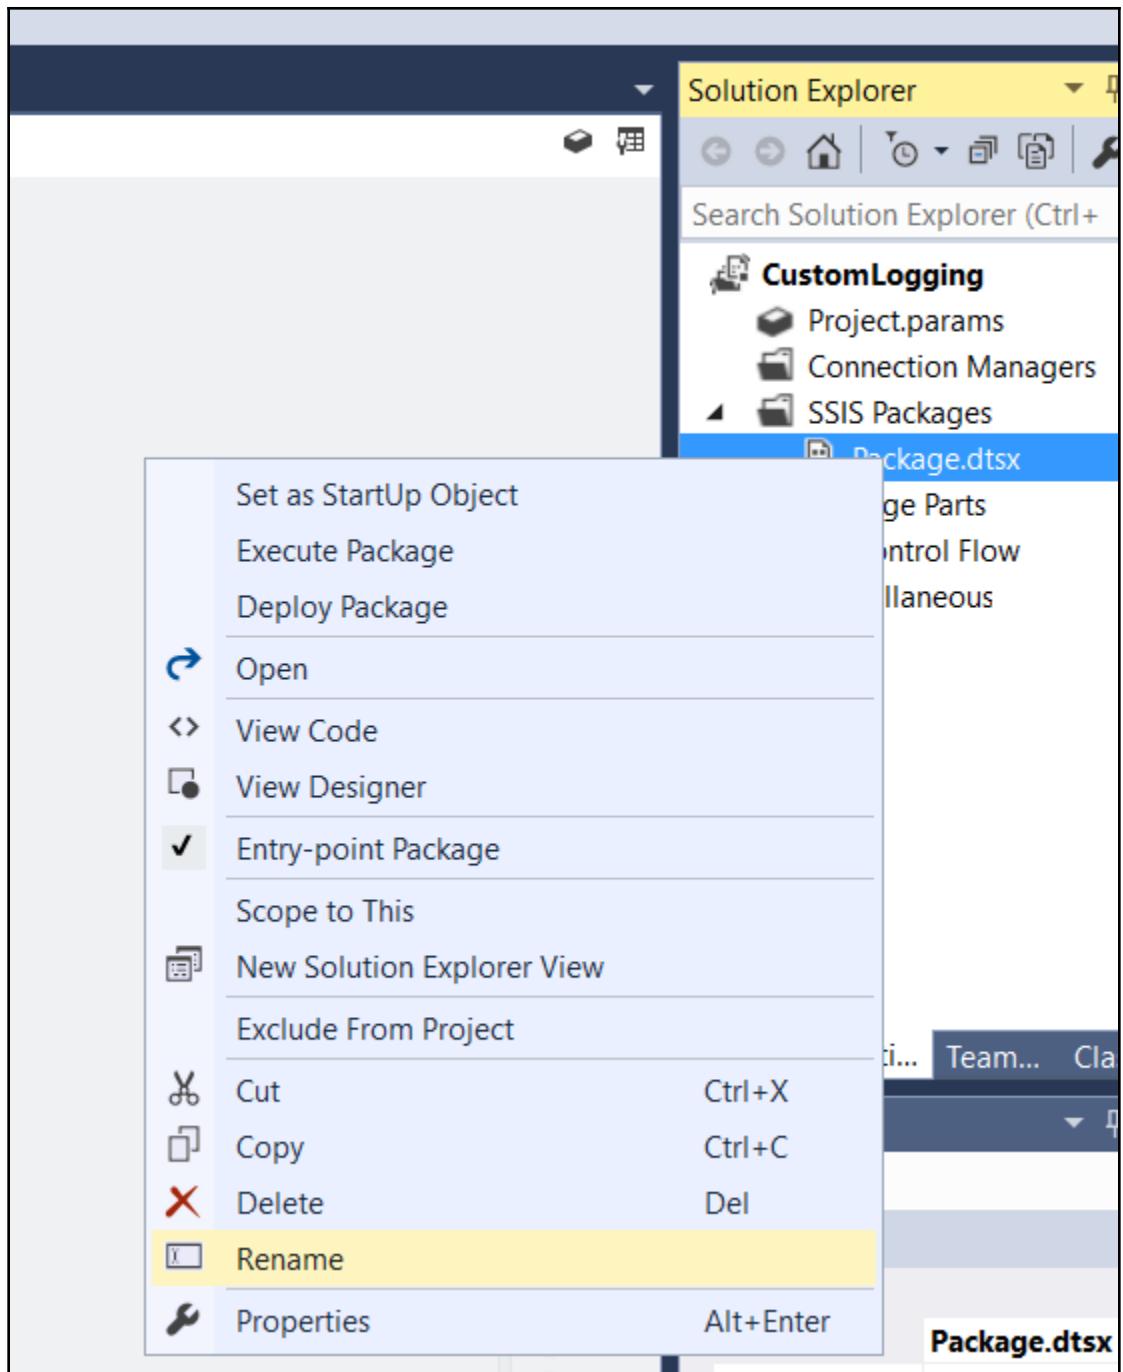 Solution Explorer
Search Solution Explorer (Ctrl+
CustomLogging
Project.params
Connection Managers
SSIS Packages
Package.dtsx
ge Parts
ntrol Flow
llaneous
Set as StartUp Object
Execute Package
Deploy Package
Open
View Code
View Designer
Entry-point Package
Scope to This
New Solution Explorer View
Exclude From Project
Cut Ctrl+X
Copy Ctrl+C
Delete Del
Rename
Properties Alt+Enter
ti... Team... Cla
Package.dtsx